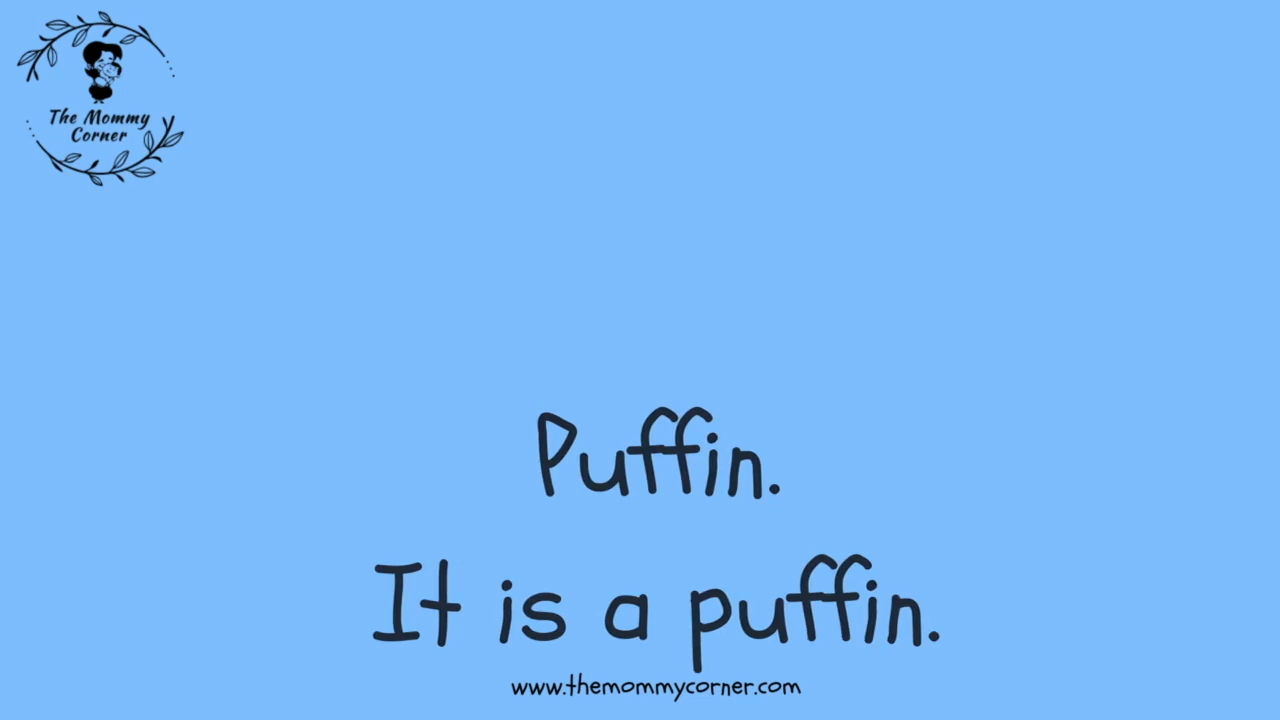 The Mommy
Corner
Puffin.
It is a puffin.
www.themommycorner.com